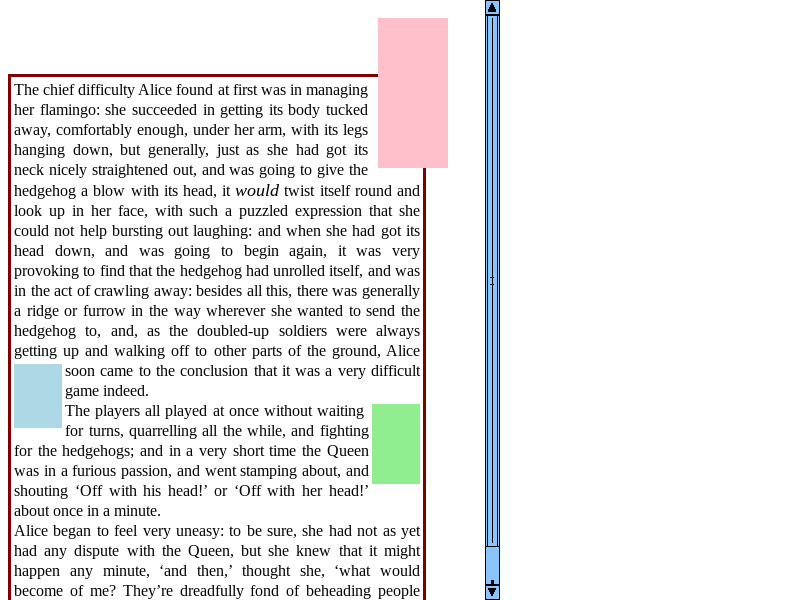 The chief difficulty Alice found at first was in managing
her flamingo: she succeeded in getting its body tucked
away, comfortably enough, under her arm, with its legs
hanging down, but generally, just as she had got its
neck nicely straightened out, and was going to give the
hedgehog a blow with its head, it would twist itself round and
look up in her face, with such a puzzled expression that she
could not help bursting out laughing: and when she had got its
head down, and was going to begin again, it was very
provoking to find that the hedgehog had unrolled itself, and was
in the act of crawling away: besides all this, there was generally
a ridge or furrow in the way wherever she wanted to send the
hedgehog to, and, as the doubled-up soldiers were always
getting up and walking off to other parts of the ground, Alice
soon came to the conclusion that it was a very difficult
game indeed.
The players all played at once without waiting
for turns, quarrelling all the while, and fighting
for the hedgehogs; and in a very short time the Queen
was in a furious passion, and went stamping about, and
shouting ‘Off with his head!’ or ‘Off with her head!’
about once in a minute.
Alice began to feel very uneasy: to be sure, she had not as yet
had any dispute with the Queen, but she knew that it might
happen any minute, ‘and then,’ thought she, ‘what would
become of me? They’re dreadfully fond of beheading people